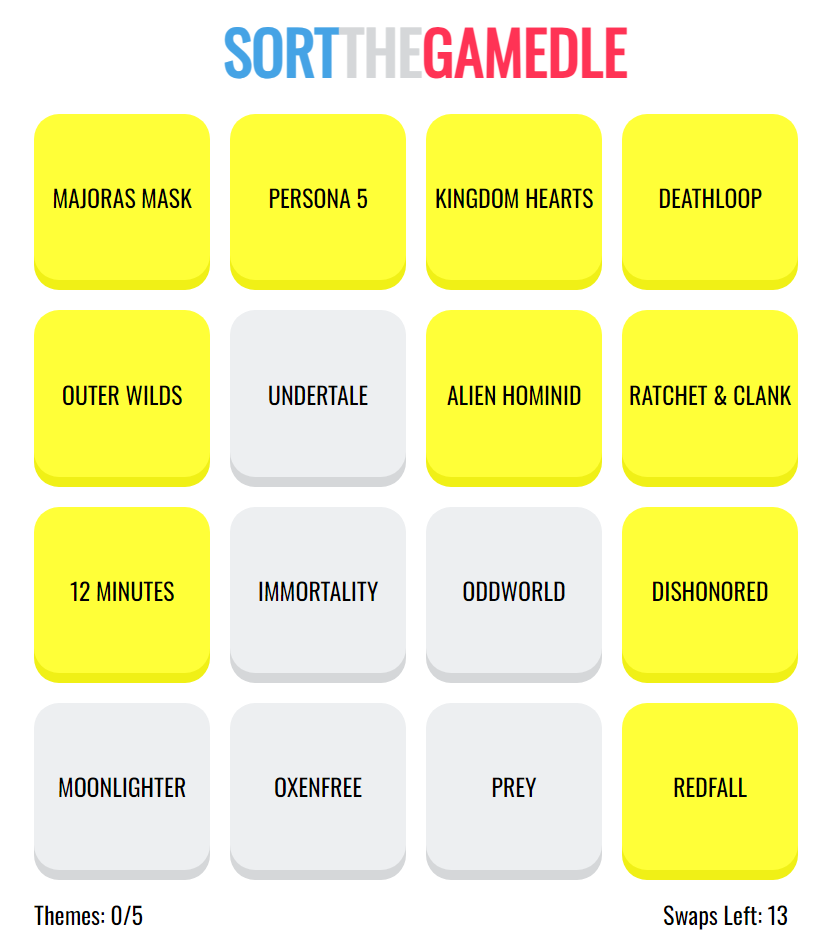 SORTTHEGAMEDLE
MAJORAS MASK
PERSONA 5
KINGDOM HEARTS
DEATHLOOP
OUTER WILDS
UNDERTALE
ALIEN HOMINID
RATCHET & CLANK
12 MINUTES
IMMORTALITY
ODDWORLD
DISHONORED
MOONLIGHTER
OXENFREE
PREY
REDFALL
Themes: 0/5
Swaps Left: 13